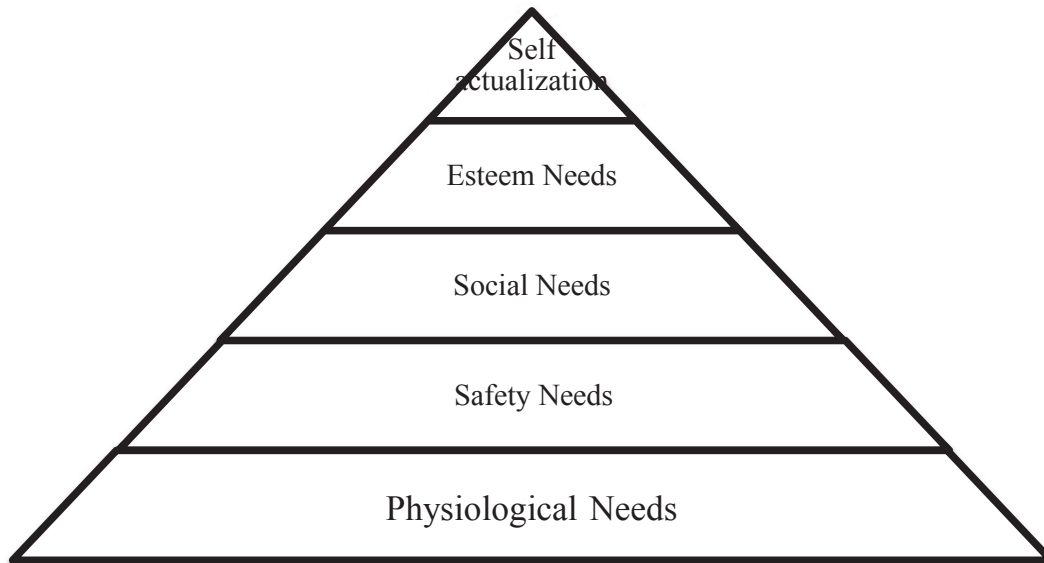 Self
actualization
Esteem Needs
Social Needs
Safety Needs
Physiological Needs